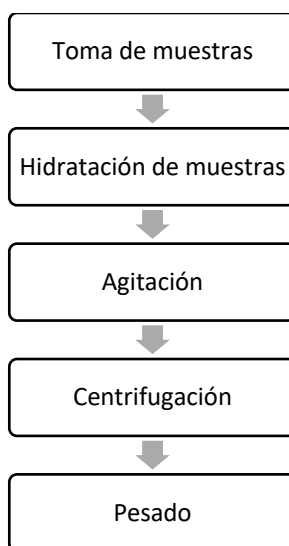 Toma de muestras
Hidratación de muestras
Agitación
Centrifugación
Pesado